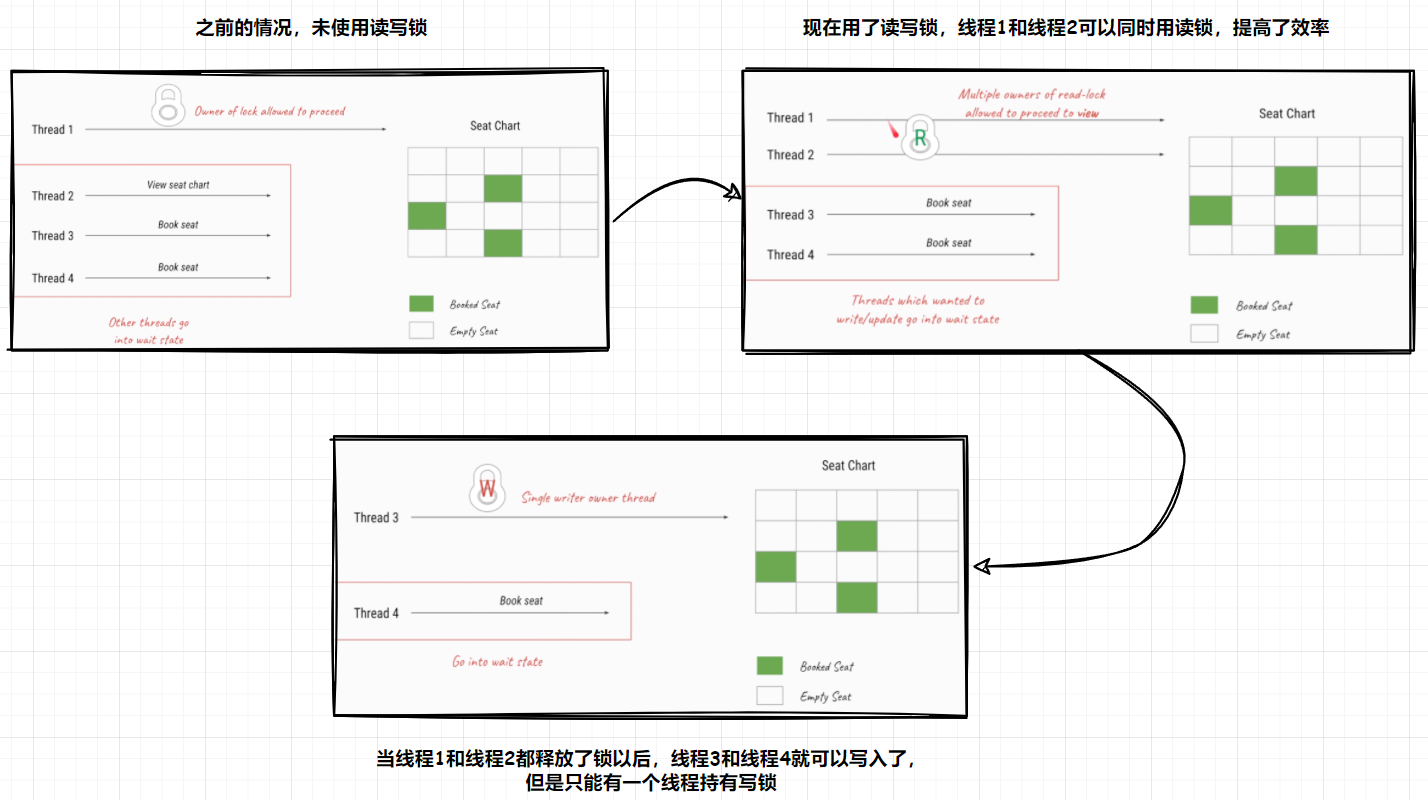 之前的情况，未使用读写锁
Owner of lock allowed to proceed
Thread 1
Seat Chart
View seat chart
Thread 2
Book seat
Thread 3
Book seat
Thread 4
Booked Seat
Empty Seat
Other threads go
into wait state
现在用了读写锁，线程1和线程2可以同时用读锁，提高了效率
Multiple owners of read-lock
allowed to proceed to view
Thread 1
R
Thread 2
Seat Chart
Book seat
Thread 3
Book seat
Thread 4
Threads which wanted to
write/update go into wait state
Booked Seat
Empty Seat
Seat Chart
W
Single writer owner thread
Thread 3
Book seat
Thread 4
Go into wait state
Booked Seat
Empty Seat
当线程1和线程2都释放了锁以后，线程3和线程4就可以写入了，
但是只能有一个线程持有写锁